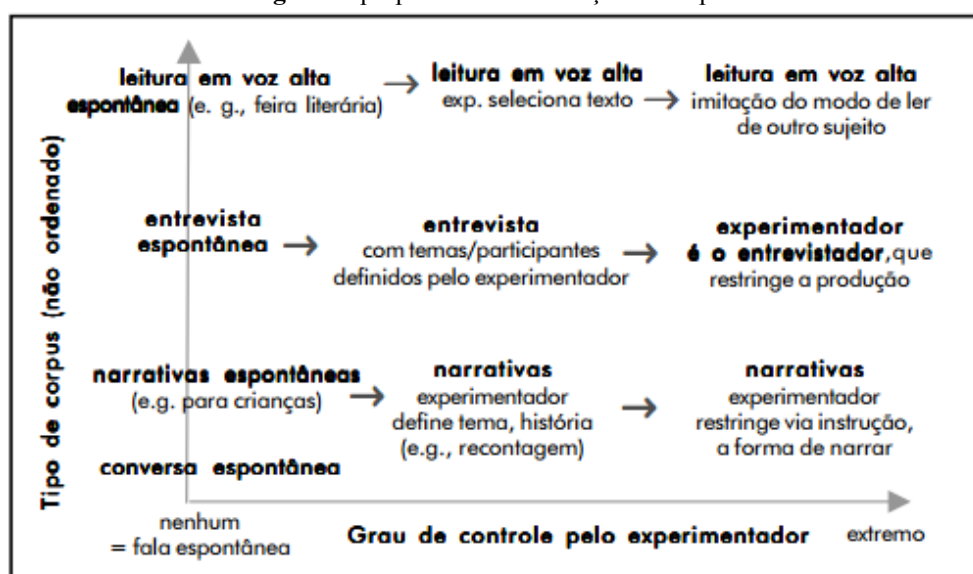 Tipo de corpus (não ordenado)
leitura em voz alta
espontânea (e. g., feira literária)
leitura em voz alta
exp. seleciona texto
leitura em voz alta
imitação do modo de ler
de outro sujeito
entrevista
espontânea
entrevista
com temas/participantes
definidos pelo experimentador
experimentador
é o entrevistador, que
restringe a produção
narrativas espontâneas
(e.g. para crianças)
narrativas
experimentador
define tema, história
(e.g., recontagem)
narrativas
experimentador
restringe via instrução,
a forma de narrar
conversa espontânea
nenhum
= fala espontânea
Grau de controle pelo experimentador
extremo